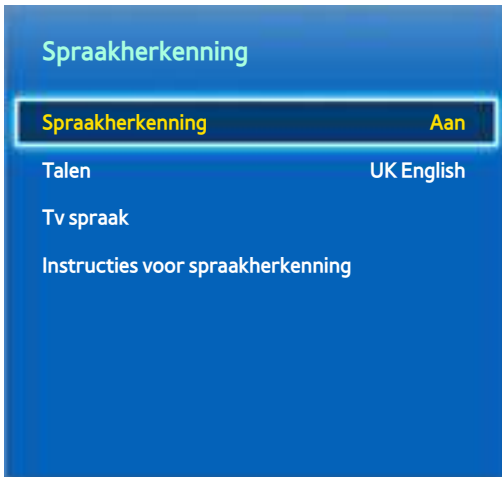 Spraakherkenning
Spraakherkenning Aan
Talen UK English
Tv spraak
Instructies voor spraakherkenning